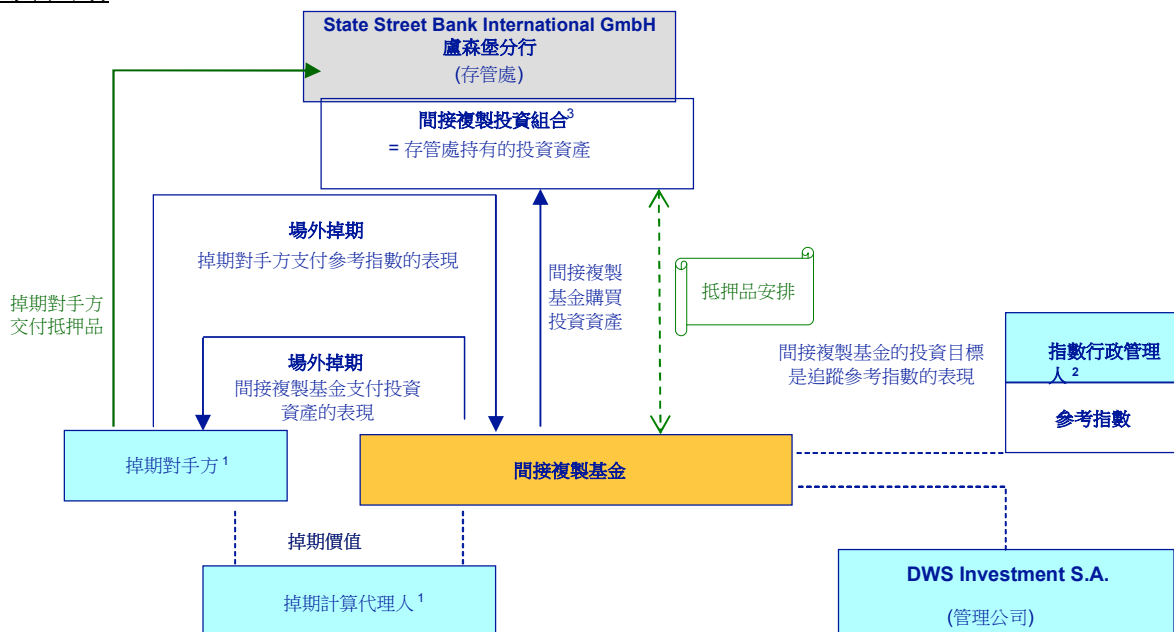 State Street Bank International GmbH
盧森堡分行
(存管處)
間接複製投資組合3
= 存管處持有的投資資產
場外掉期
掉期對手方支付參考指數的表現
間接複製
基金購買
投資資產
抵押品安排
掉期對手方
交付抵押品
場外掉期
間接複製基金支付投資
資產的表現
間接複製基金的投資目標
是追蹤參考指數的表現
指數行政管理
人 2
參考指數
掉期對手方 1
間接複製基金
掉期價值
掉期計算代理人 1
DWS Investment S.A.
(管理公司)